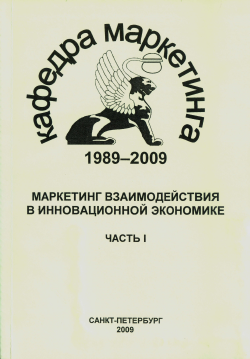 кафедра маркетинга
1989–2009
МАРКЕТИНГ ВЗАИМОДЕЙСТВИЯ
В ИННОВАЦИОННОЙ ЭКОНОМИКЕ
ЧАСТЬ I
САНКТ-ПЕТЕРБУРГ
2009